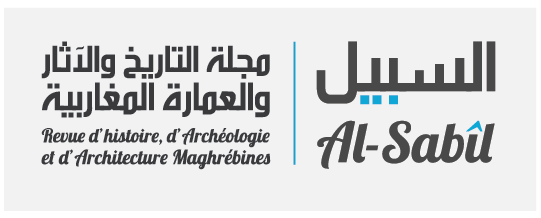 السبيل
Al-Sabîl
مجلة التاريخ والآثار
والعمارة المغاربية
Revue d'histoire, d'Archéologie
et d'Architecture Maghrébines